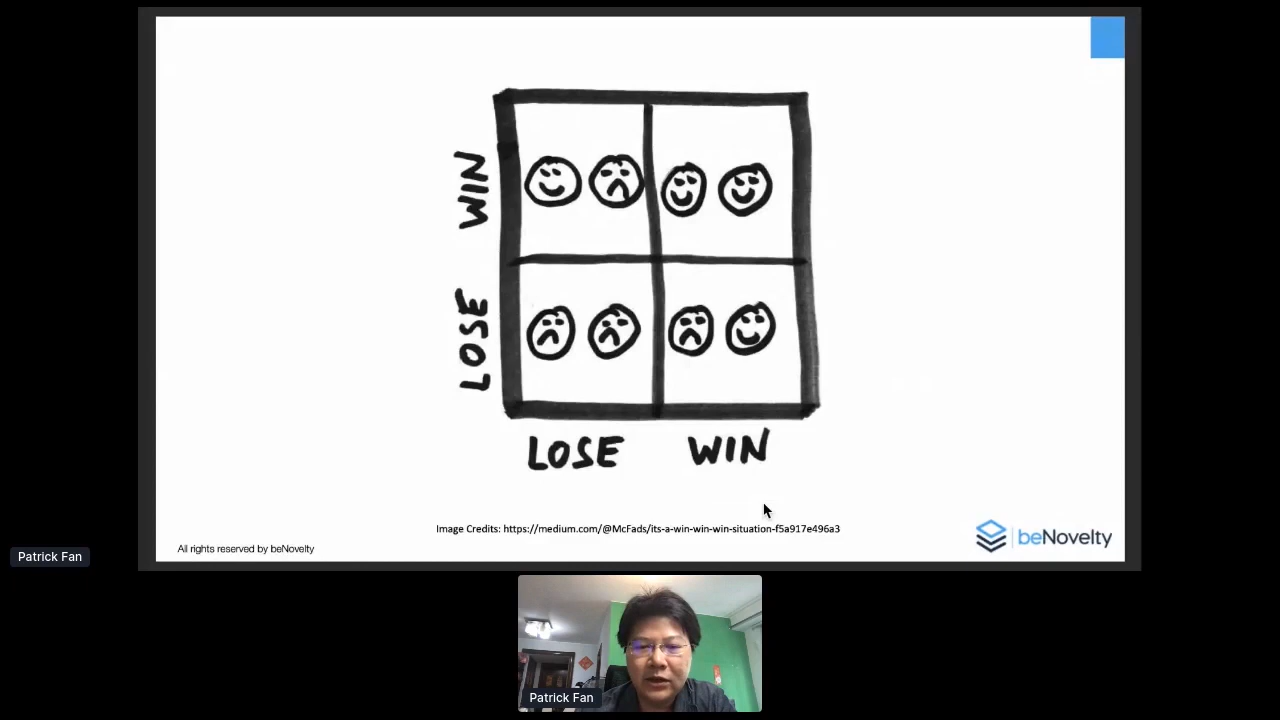 WIN
LOSE
LOSE WIN
Image Credits: https://medium.com/@McFads/its-a-win-win-win-situation-f5a917e496a3
All rights reserved by beNovelty
beNovelty
Patrick Fan
Patrick Fan